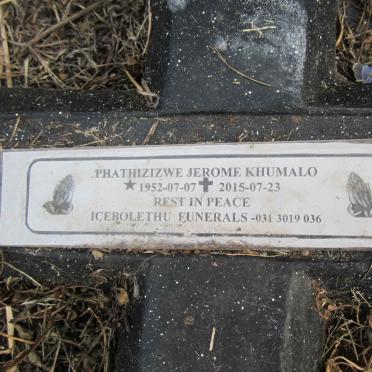 PHATHIZIZWE JEROME KHUMALO
★1952-07-07✝2015-07-23
REST IN PEACE
ICEBOLETHU FUNERALS -031 3019 036